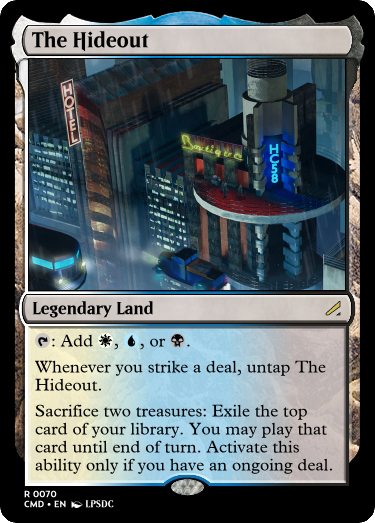 The Hideout
HOTEL
Boutique
HC58
Legendary Land
: Add , , or .
Whenever you strike a deal, untap The
Hideout.
Sacrifice two treasures: Exile the top
card of your library. You may play that
card until end of turn. Activate this
ability only if you have an ongoing deal.
R 0070
CMD • EN LPSDC